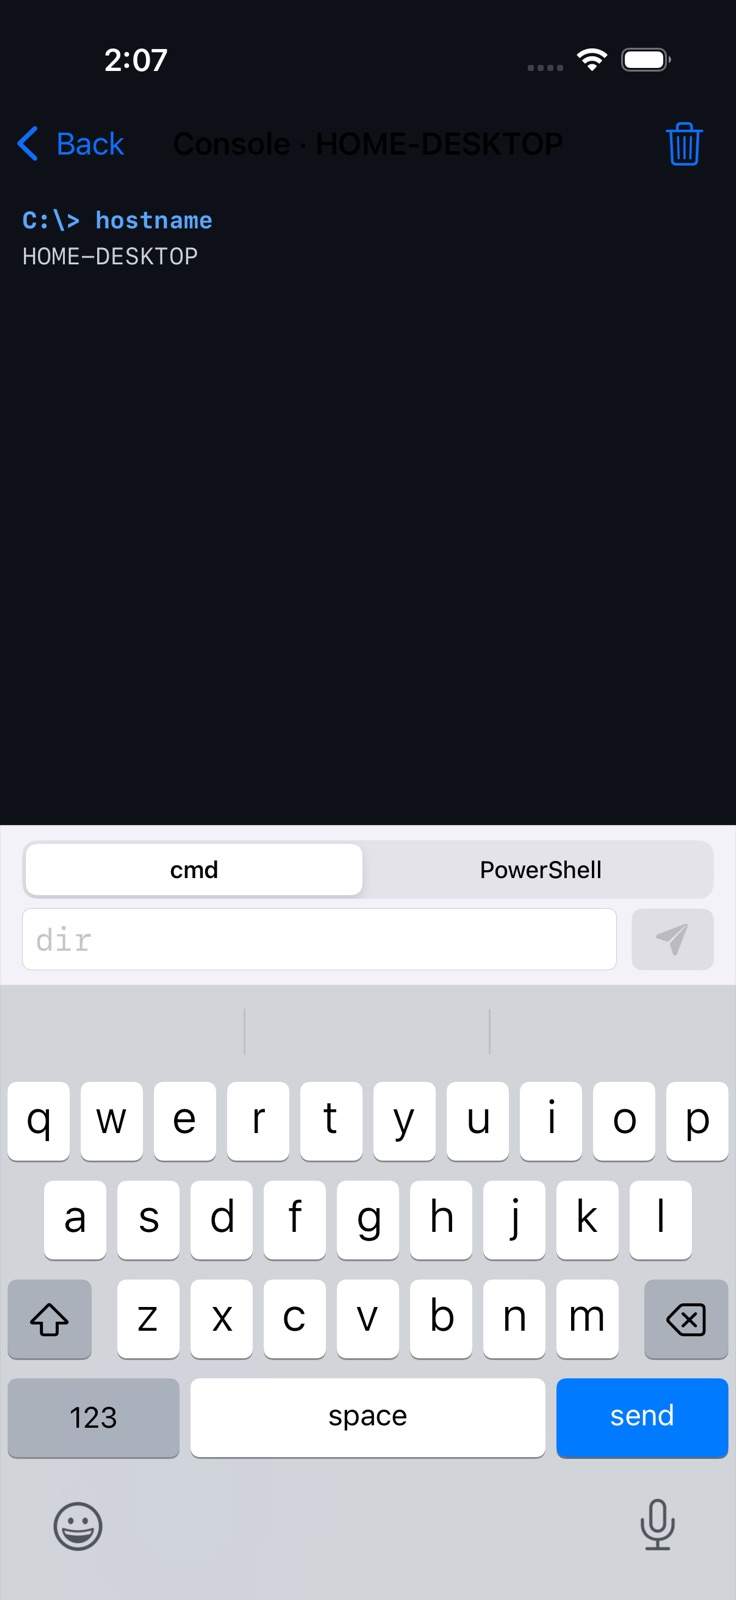 2:07
Back Console · HOME-DESKTOP
C:\> hostname
HOME-DESKTOP
cmd PowerShell
dir
q w e r t y u i o p
a s d f g h j k l
z x c v b n m
123 space send